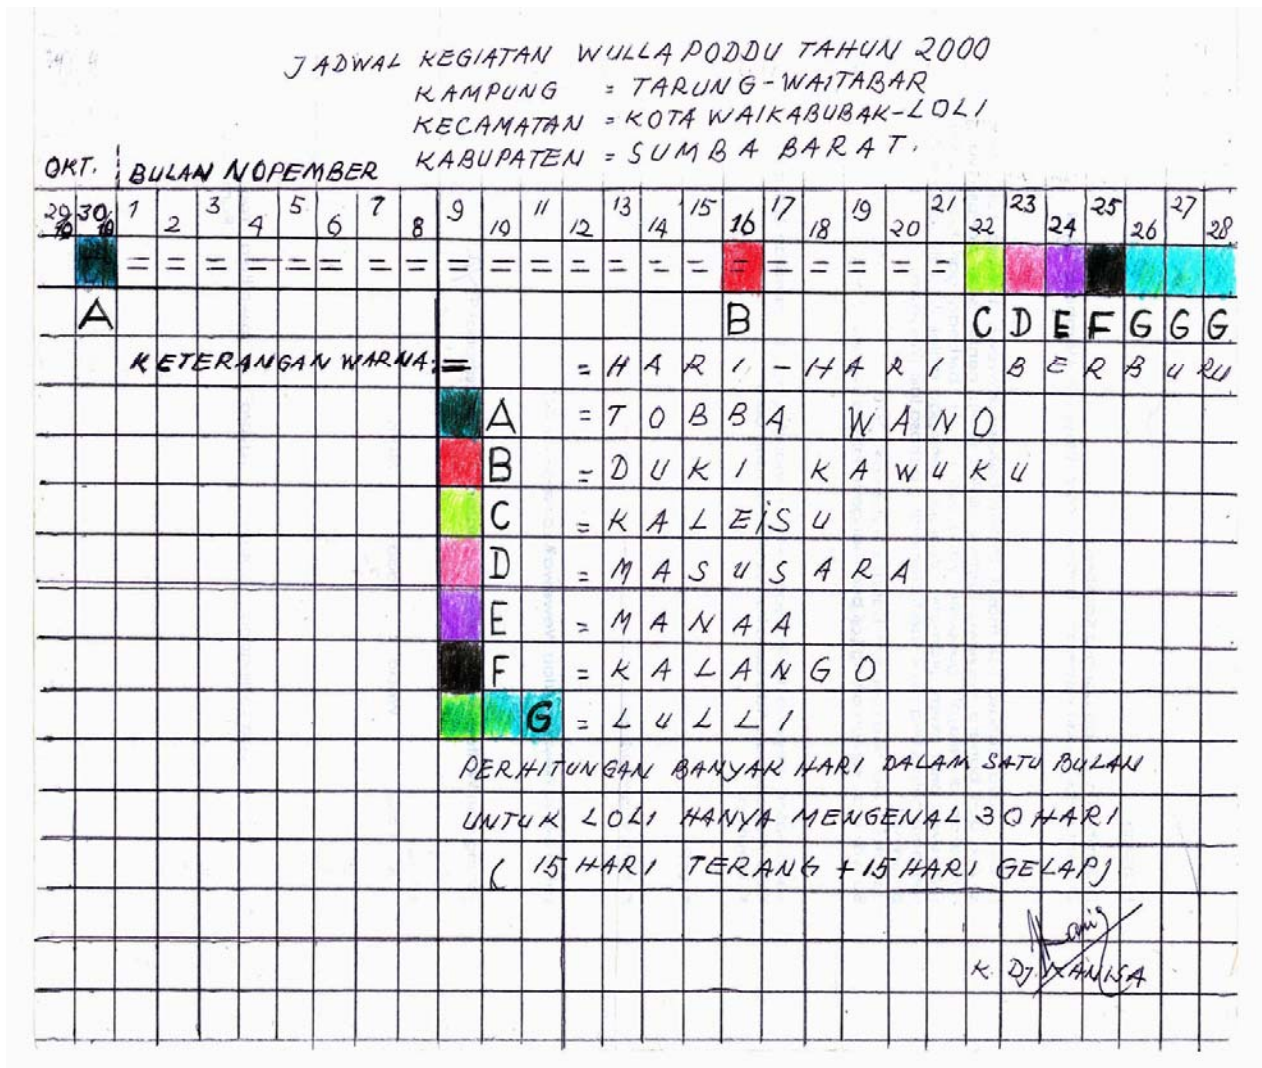 JADWAL KEGIATAN WULLA PODDU TAHUN 2000
KAMPUNG = TARUNG-WAITABAR
KECAMATAN = KOTA WAIKABUBAK-LOLI
KABUPATEN = SUMBA BARAT.
OKT. BULAN NOPEMBER
29/10 30/10 1 2 3 4 5 6 7 8 9 10 11 12 13 14 15 16 17 18 19 20 21 22 23 24 25 26 27 28
= = = = = = = = = = = = = = = = = = = = =
A B C D E F G G G
KETERANGAN WARNA: = = HARI-HARI BERBURU
A = TOBBA WANO
B = DUKI KAWUKU
C = KALEISU
D = MASUSARA
E = MANAA
F = KALANGO
G = LULLI
PERHITUNGAN BANYAK HARI DALAM SATU BULAN
UNTUK LOLI HANYA MENGENAL 30 HARI
( 15 HARI TERANG + 15 HARI GELAP)
K. DJ.